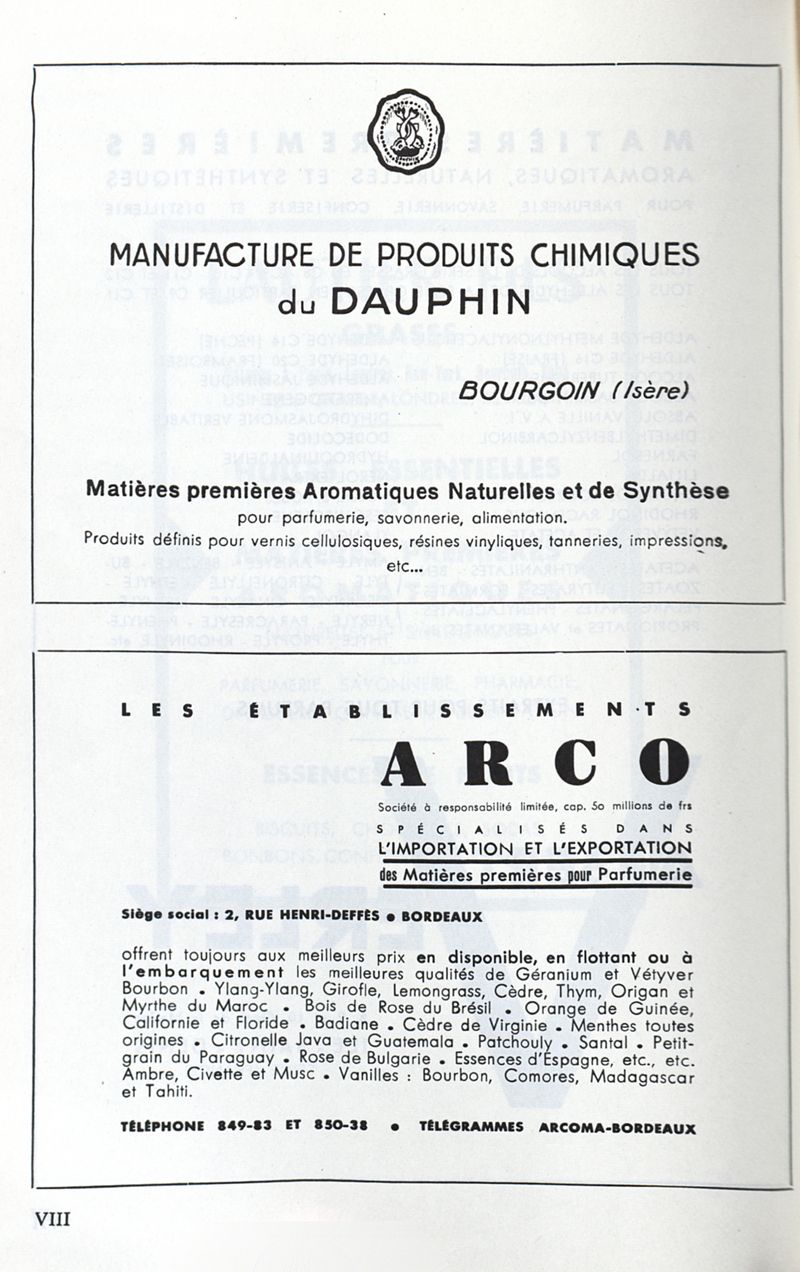 MANUFACTURE DE PRODUITS CHIMIQUES
du DAUPHIN
BOURGOIN (Isère)
Matières premières Aromatiques Naturelles et de Synthèse
pour parfumerie, savonnerie, alimentation.
Produits définis pour vernis cellulosiques, résines vinyliques, tanneries, impressions,
etc...
LES ÉTABLISSEMENTS
ARCO
Société à responsabilité limitée, cap. 50 millions de frs
SPÉCIALISÉS DANS
L'IMPORTATION ET L'EXPORTATION
des Matières premières pour Parfumerie
Siège social : 2, RUE HENRI-DEFFÈS • BORDEAUX
offrent toujours aux meilleurs prix en disponible, en flottant ou à
l'embarquement les meilleures qualités de Géranium et Vétyver
Bourbon • Ylang-Ylang, Girofle, Lemongrass, Cèdre, Thym, Origan et
Myrthe du Maroc • Bois de Rose du Brésil • Orange de Guinée,
Californie et Floride • Badiane • Cèdre de Virginie • Menthes toutes
origines • Citronelle Java et Guatemala • Patchouly • Santal • Petit-
grain du Paraguay • Rose de Bulgarie • Essences d'Espagne, etc., etc.
Ambre, Civette et Musc • Vanilles : Bourbon, Comores, Madagascar
et Tahiti.
TÉLÉPHONE 849-83 ET 850-38 • TÉLÉGRAMMES ARCOMA-BORDEAUX
VIII